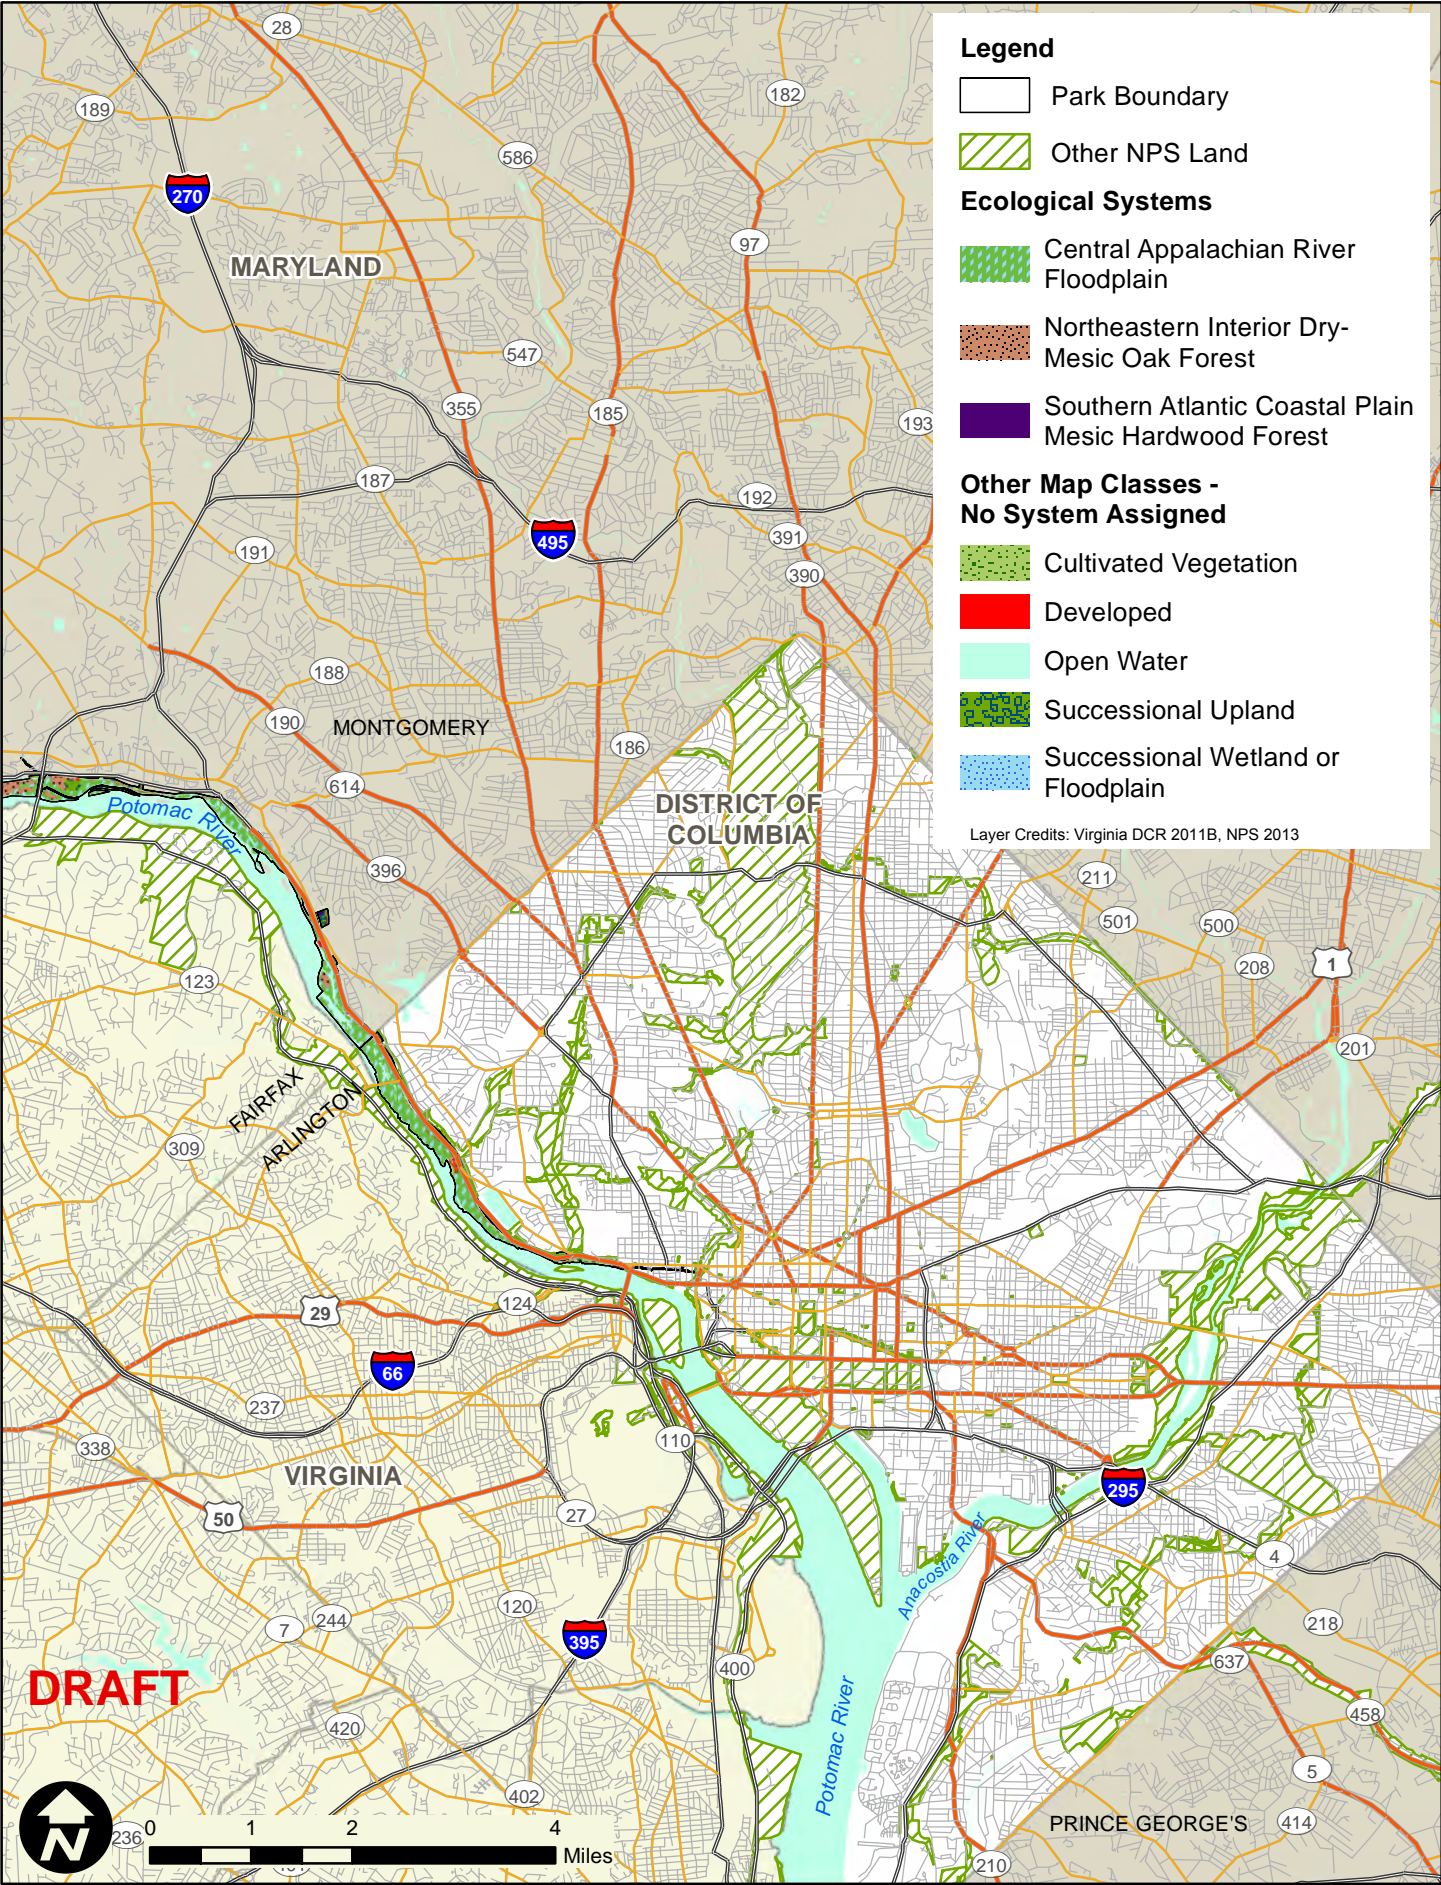 Legend
Park Boundary
Other NPS Land
Ecological Systems
Central Appalachian River
Floodplain
Northeastern Interior Dry-
Mesic Oak Forest
Southern Atlantic Coastal Plain
Mesic Hardwood Forest
Other Map Classes -
No System Assigned
Cultivated Vegetation
Developed
Open Water
Successional Upland
Successional Wetland or
Floodplain
Layer Credits: Virginia DCR 2011B, NPS 2013
28
189
182
586
270
97
MARYLAND
547
355
185
193
187
192
495
391
191
390
188
190
MONTGOMERY
186
614
Potomac River
DISTRICT OF
COLUMBIA
396
211
501
500
208
1
123
201
FAIRFAX
ARLINGTON
309
124
29
66
237
338
110
VIRGINIA
295
50
27
Anacostia River
4
120
244
7
218
395
637
400
DRAFT
458
420
Potomac River
5
402
PRINCE GEORGE'S
414
236
210
N
0 1 2 4
Miles